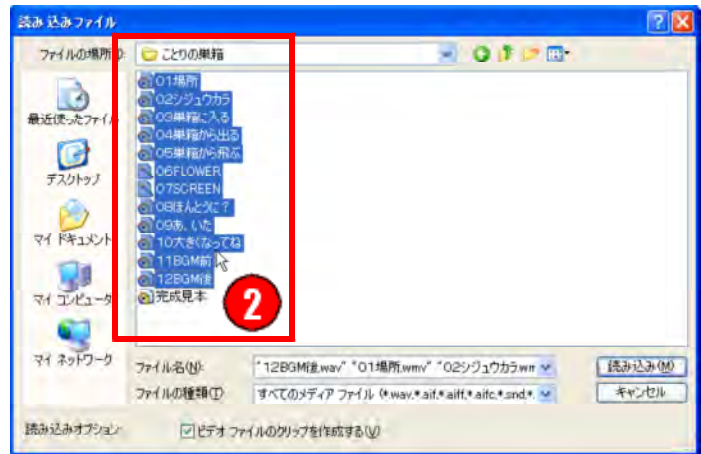 読み込みファイル
ファイルの場所(I):
ことりの巣箱
最近使ったファイル
デスクトップ
マイ ドキュメント
マイ コンピュータ
マイ ネットワーク
01場所
02シジュウカラ
03巣箱に入る
04巣箱から出る
05巣箱から飛ぶ
06FLOWER
07SCREEN
08ほんとうに?
09あ、いた
10大きくなってね
11BGM前
12BGM後
完成見本
2
ファイル名(N):
"12BGM後.wav" "01場所.wmv" "02シジュウカラ.wm
読み込み(M)
ファイルの種類(T):
すべてのメディア ファイル (*.wav,*.aif,*.aiff,*.aifc,*.snd,*.
キャンセル
読み込みオプション:
ビデオ ファイルのクリップを作成する(V)